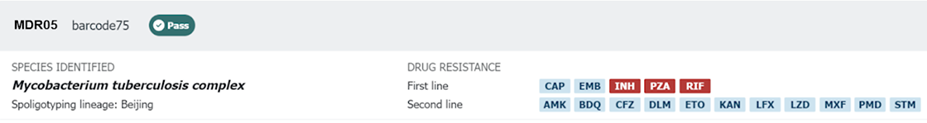 MDR05 barcode75 Pass
SPECIES IDENTIFIED DRUG RESISTANCE
Mycobacterium tuberculosis complex First line CAP EMB INH PZA RIF
Spoligotyping lineage: Beijing Second line AMK BDQ CFZ DLM ETO KAN LFX LZD MXF PMD STM